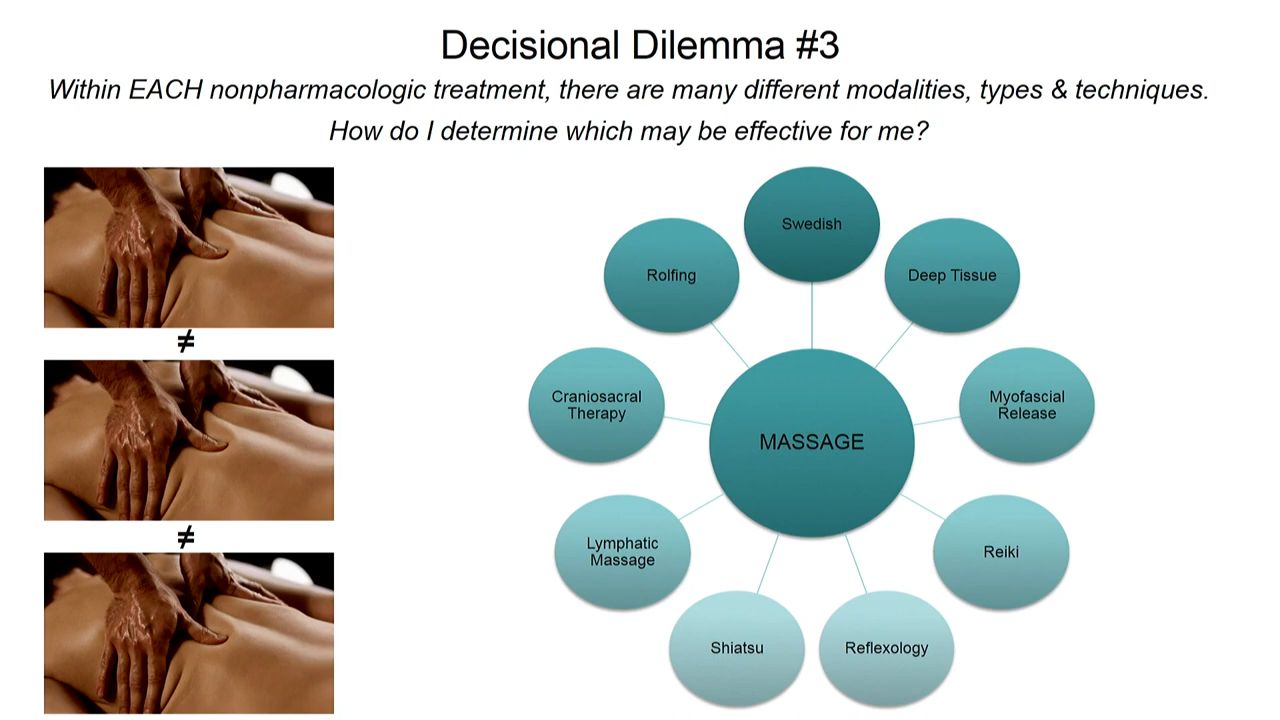 Decisional Dilemma #3
Within EACH nonpharmacologic treatment, there are many different modalities, types & techniques.
How do I determine which may be effective for me?
≠
≠
MASSAGE
Swedish
Deep Tissue
Myofascial
Release
Reiki
Reflexology
Shiatsu
Lymphatic
Massage
Craniosacral
Therapy
Rolfing